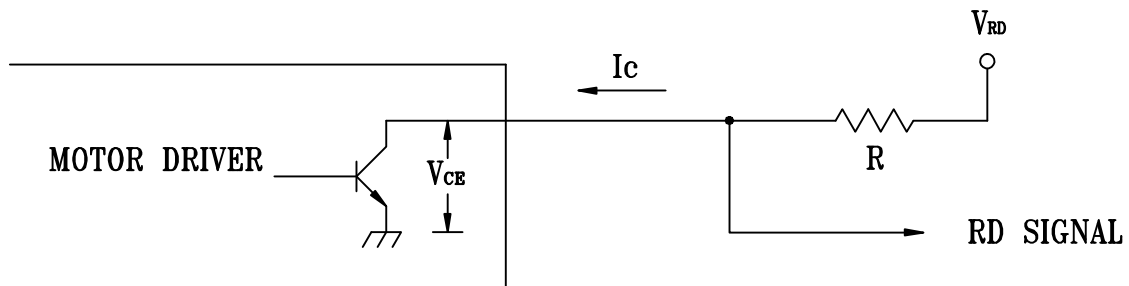 VRD
Ic
MOTOR DRIVER
VCE
R
RD SIGNAL